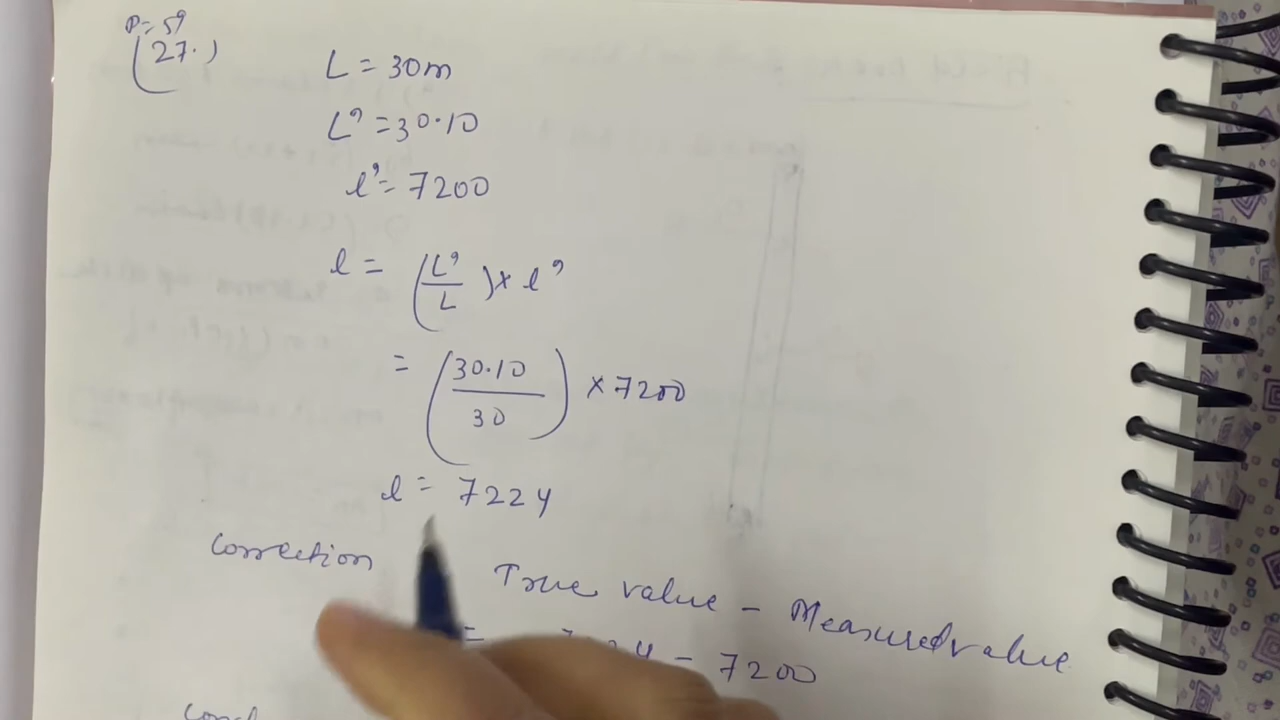 P=59
(27.)
L = 30m
L' = 30.10
l' = 7200
l = (L'/L) × l'
= (30.10/30) × 7200
l = 7224
Correction True value - Measured value
= - 7200